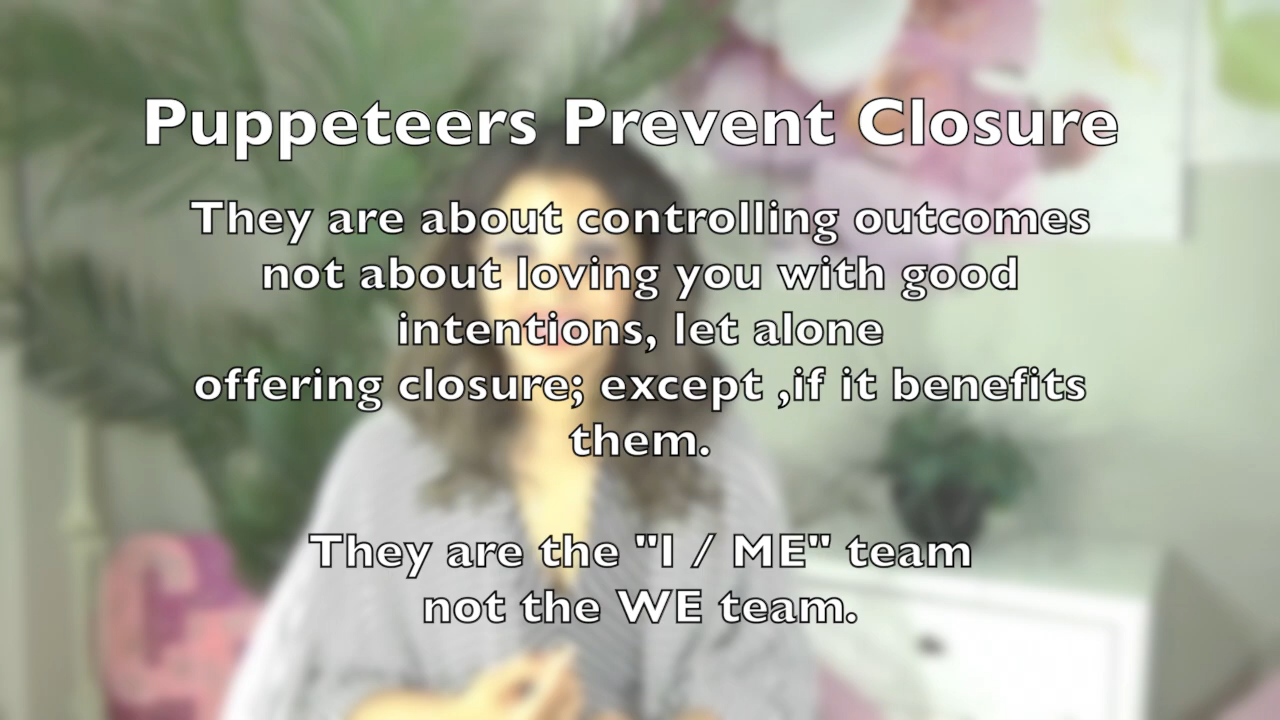 Puppeteers Prevent Closure
They are about controlling outcomes
not about loving you with good
intentions, let alone
offering closure; except ,if it benefits
them.
They are the "I / ME" team
not the WE team.